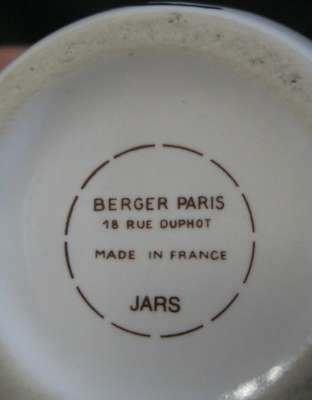 BERGER PARIS
18 RUE DUPHOT
MADE IN FRANCE
JARS